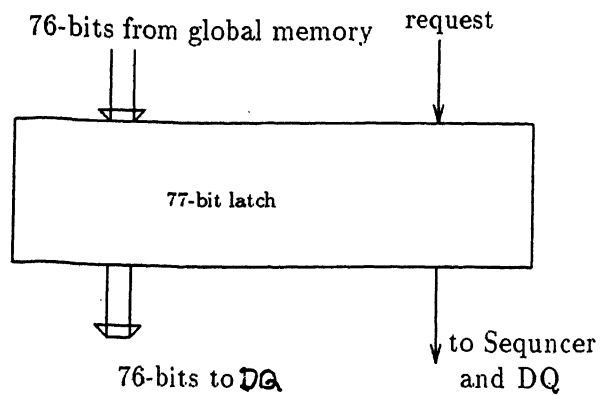 76-bits from global memory
request
77-bit latch
76-bits to DQ
to Sequncer
and DQ